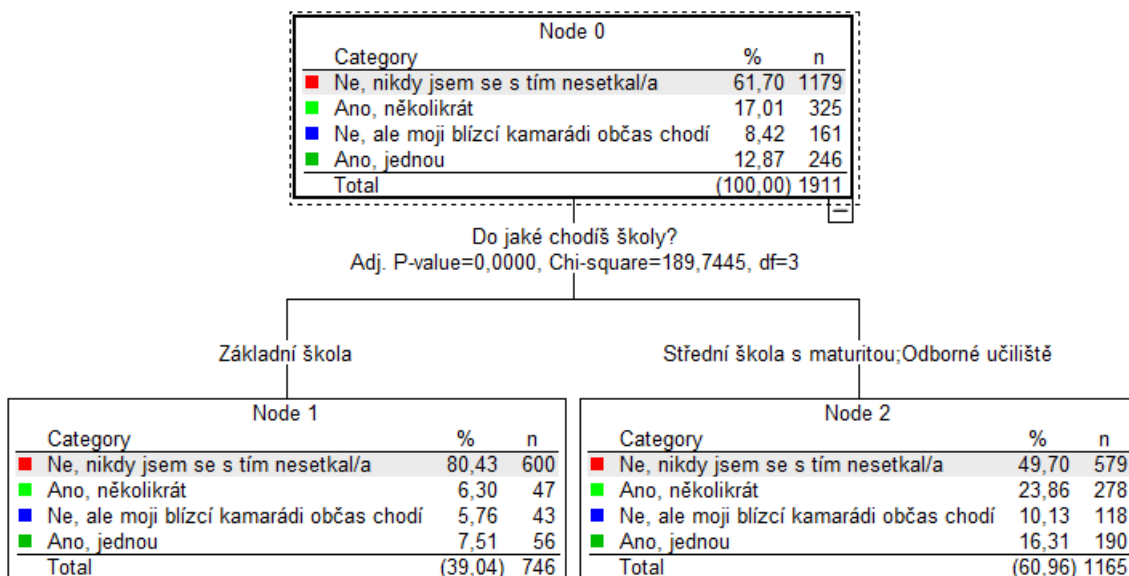 Node 0
Category % n
Ne, nikdy jsem se s tím nesetkal/a 61,70 1179
Ano, několikrát 17,01 325
Ne, ale moji blízcí kamarádi občas chodí 8,42 161
Ano, jednou 12,87 246
Total (100,00) 1911
Do jaké chodíš školy?
Adj. P-value=0,0000, Chi-square=189,7445, df=3
Základní škola
Střední škola s maturitou;Odborné učiliště
Node 1
Category % n
Ne, nikdy jsem se s tím nesetkal/a 80,43 600
Ano, několikrát 6,30 47
Ne, ale moji blízcí kamarádi občas chodí 5,76 43
Ano, jednou 7,51 56
Total (39,04) 746
Node 2
Category % n
Ne, nikdy jsem se s tím nesetkal/a 49,70 579
Ano, několikrát 23,86 278
Ne, ale moji blízcí kamarádi občas chodí 10,13 118
Ano, jednou 16,31 190
Total (60,96) 1165